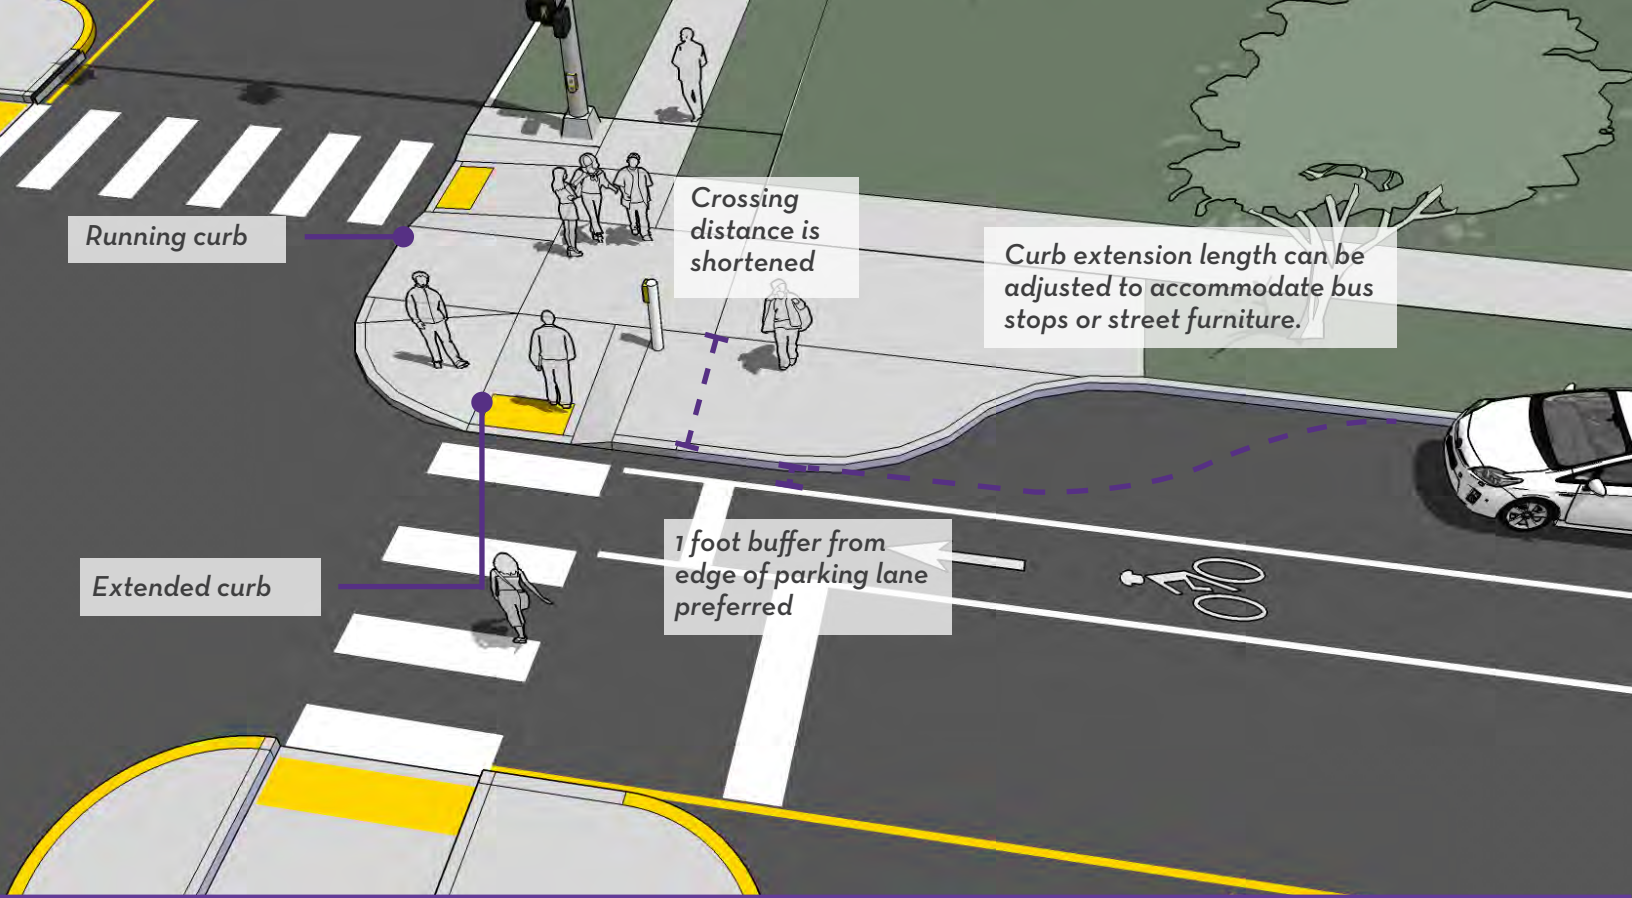 Running curb
Crossing
distance is
shortened
Curb extension length can be
adjusted to accommodate bus
stops or street furniture.
1 foot buffer from
edge of parking lane
preferred
Extended curb